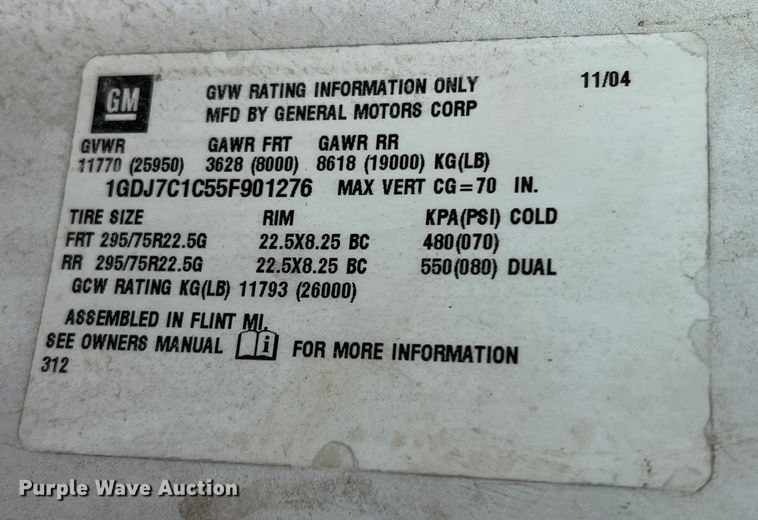 GM
GVW RATING INFORMATION ONLY 11/04
MFD BY GENERAL MOTORS CORP
GVWR GAWR FRT GAWR RR
11770 (25950) 3628 (8000) 8618 (19000) KG(LB)
1GDJ7C1C55F901276 MAX VERT CG=70 IN.
TIRE SIZE RIM KPA(PSI) COLD
FRT 295/75R22.5G 22.5X8.25 BC 480(070)
RR 295/75R22.5G 22.5X8.25 BC 550(080) DUAL
GCW RATING KG(LB) 11793 (26000)
ASSEMBLED IN FLINT MI.
SEE OWNERS MANUAL i FOR MORE INFORMATION
312
Purple Wave Auction